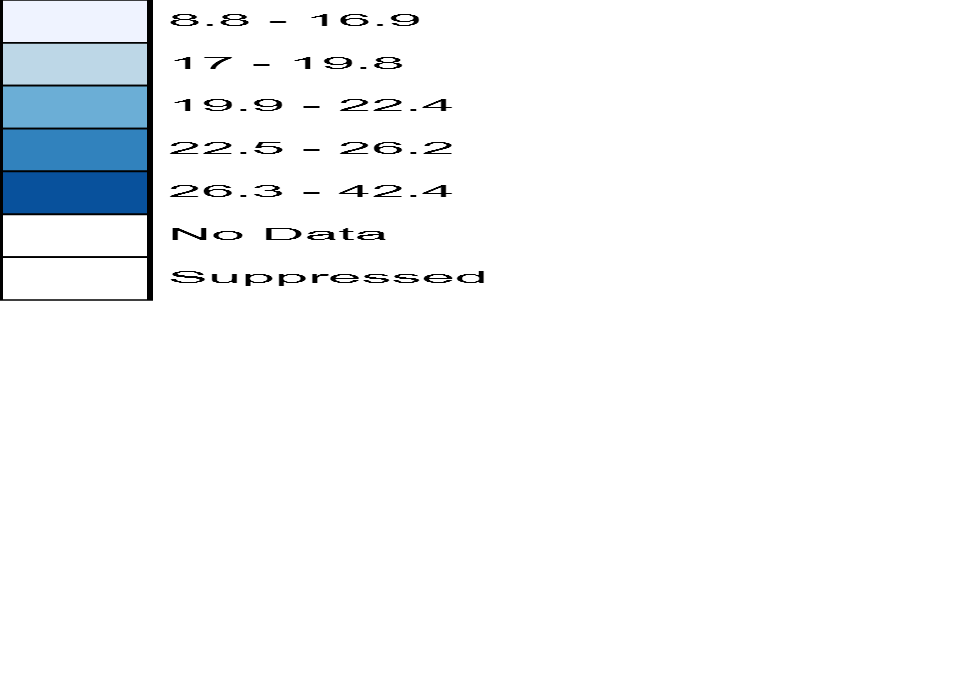 8.8 - 16.9
17 - 19.8
19.9 - 22.4
22.5 - 26.2
26.3 - 42.4
No Data
Suppressed